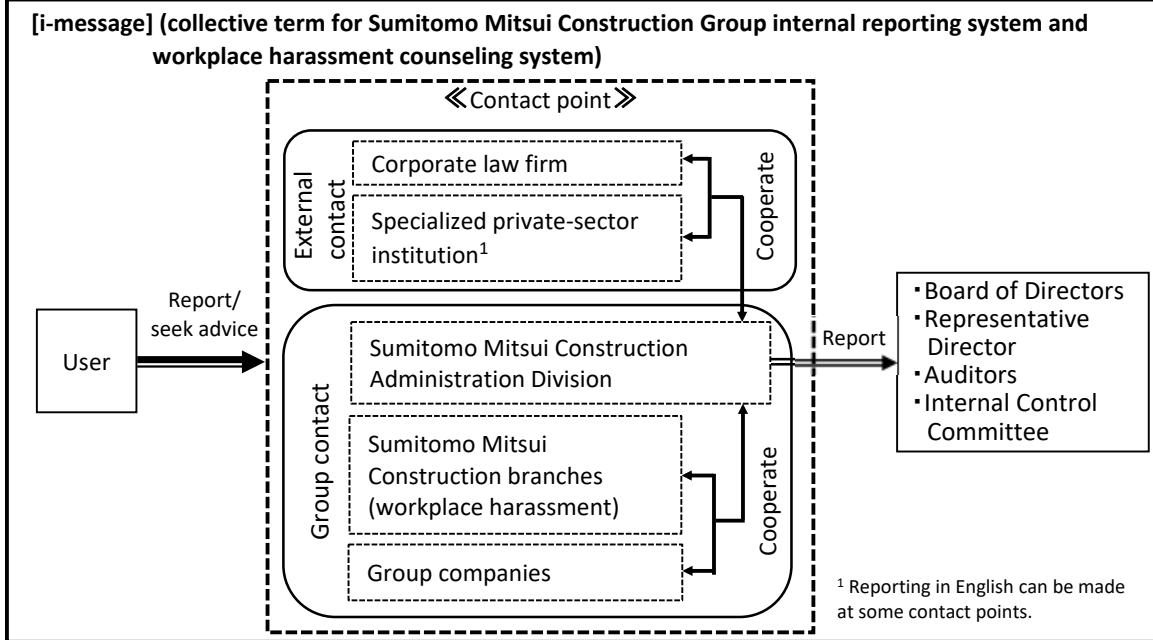 [i-message] (collective term for Sumitomo Mitsui Construction Group internal reporting system and
workplace harassment counseling system)
≪Contact point≫
External
contact
Corporate law firm
Specialized private-sector
institution¹
Cooperate
User
Report/
seek advice
Group contact
Sumitomo Mitsui Construction
Administration Division
Sumitomo Mitsui
Construction branches
(workplace harassment)
Group companies
Cooperate
Report
・Board of Directors
・Representative
Director
・Auditors
・Internal Control
Committee
¹ Reporting in English can be made
at some contact points.